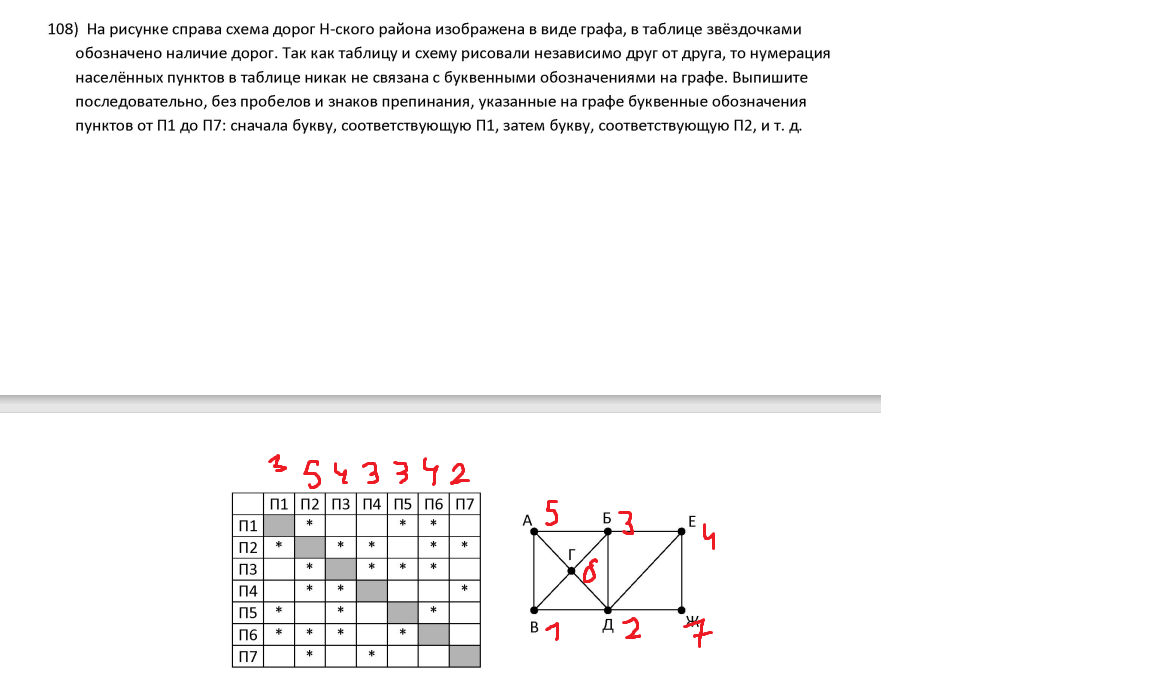 108) На рисунке справа схема дорог Н-ского района изображена в виде графа, в таблице звёздочками
обозначено наличие дорог. Так как таблицу и схему рисовали независимо друг от друга, то нумерация
населённых пунктов в таблице никак не связана с буквенными обозначениями на графе. Выпишите
последовательно, без пробелов и знаков препинания, указанные на графе буквенные обозначения
пунктов от П1 до П7: сначала букву, соответствующую П1, затем букву, соответствующую П2, и т. д.
3 5 4 3 3 4 2
П1 П2 П3 П4 П5 П6 П7
П1 * * *
П2 * * * * *
П3 * * * *
П4 * * *
П5 * * *
П6 * * * *
П7 * *
А 5 Б 3 Е 4
Г 6
В 1 Д 2 Ж 7